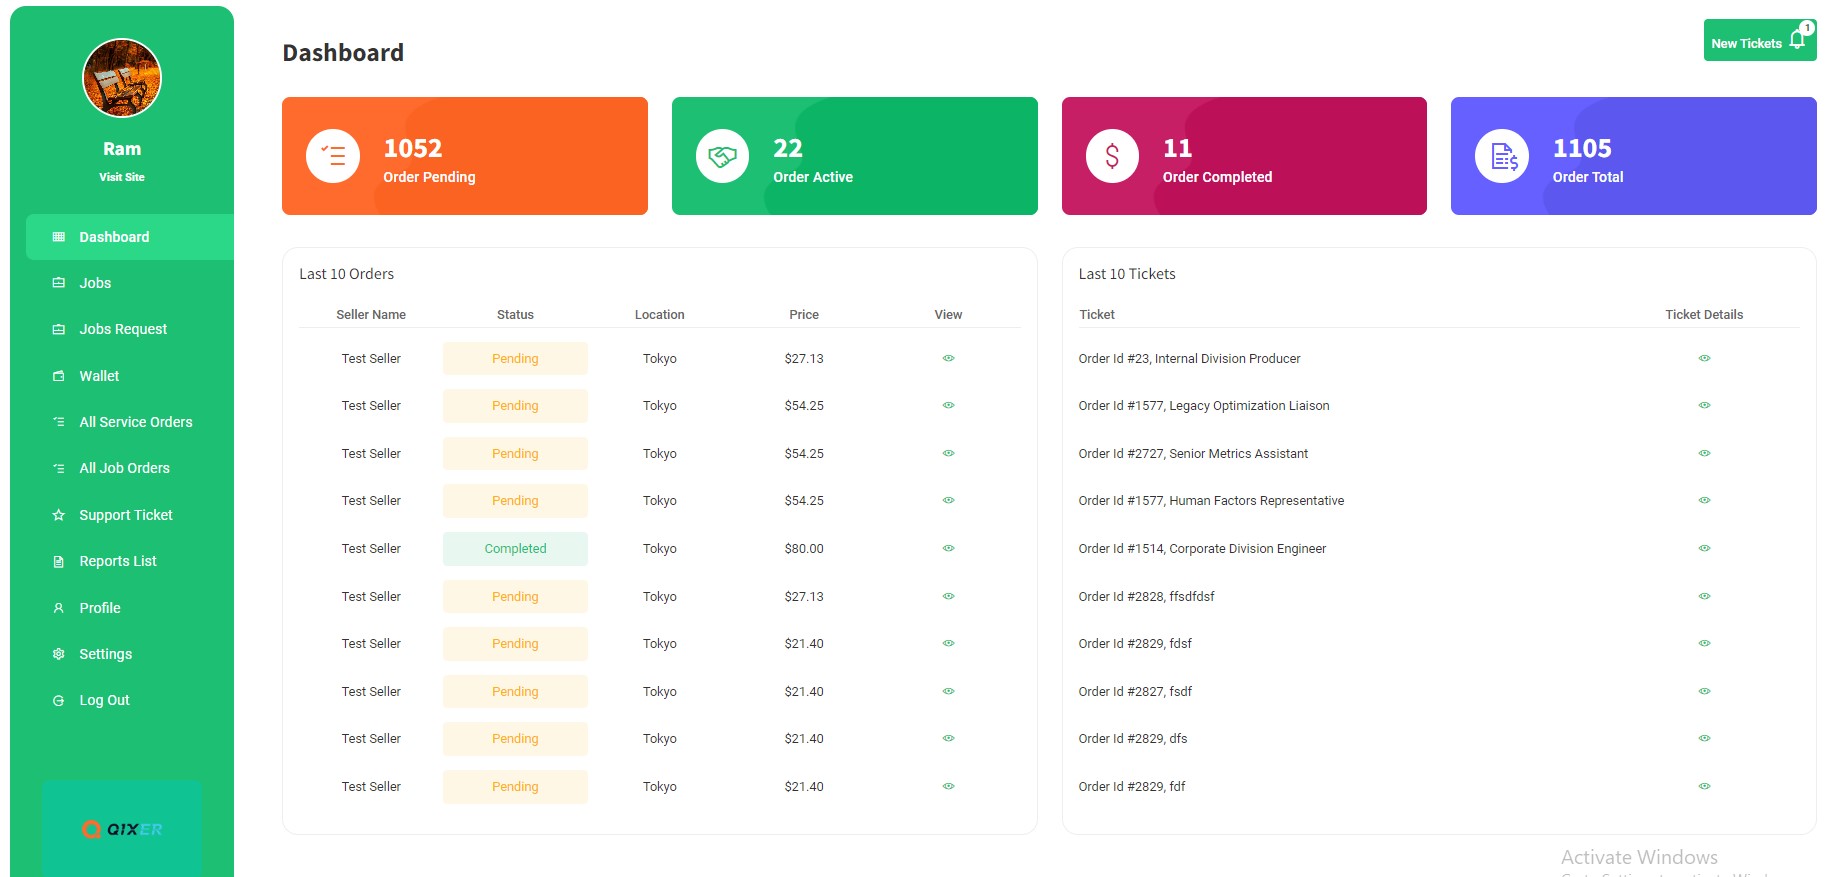 Ram
Visit Site
Dashboard
Jobs
Jobs Request
Wallet
All Service Orders
All Job Orders
Support Ticket
Reports List
Profile
Settings
Log Out
QIXER
Dashboard
New Tickets 1
1052
Order Pending
22
Order Active
11
Order Completed
1105
Order Total
Last 10 Orders
Seller Name Status Location Price View
Test Seller Pending Tokyo $27.13
Test Seller Pending Tokyo $54.25
Test Seller Pending Tokyo $54.25
Test Seller Pending Tokyo $54.25
Test Seller Completed Tokyo $80.00
Test Seller Pending Tokyo $27.13
Test Seller Pending Tokyo $21.40
Test Seller Pending Tokyo $21.40
Test Seller Pending Tokyo $21.40
Test Seller Pending Tokyo $21.40
Last 10 Tickets
Ticket Ticket Details
Order Id #23, Internal Division Producer
Order Id #1577, Legacy Optimization Liaison
Order Id #2727, Senior Metrics Assistant
Order Id #1577, Human Factors Representative
Order Id #1514, Corporate Division Engineer
Order Id #2828, ffsdfdsf
Order Id #2829, fdsf
Order Id #2827, fsdf
Order Id #2829, dfs
Order Id #2829, fdf
Activate Windows